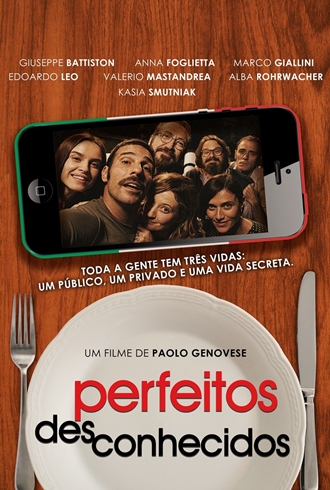 GIUSEPPE BATTISTON ANNA FOGLIETTA MARCO GIALLINI
EDOARDO LEO VALERIO MASTANDREA ALBA ROHRWACHER
KASIA SMUTNIAK
TODA A GENTE TEM TRÊS VIDAS:
UM PÚBLICO, UM PRIVADO E UMA VIDA SECRETA.
UM FILME DE PAOLO GENOVESE
perfeitos
desconhecidos